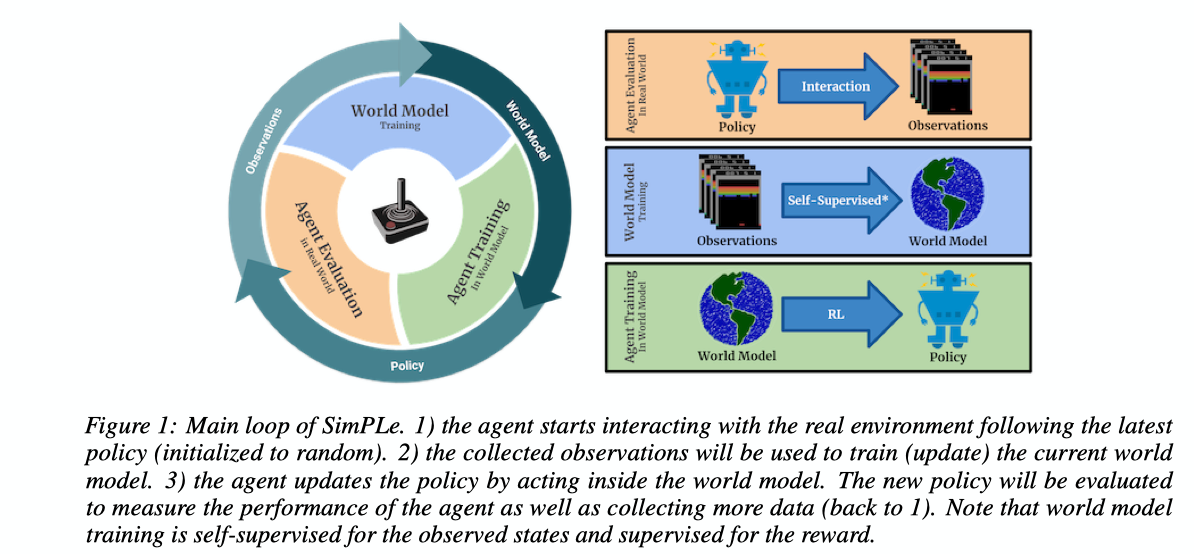 World Model
Training
Observations
World Model
Agent Evaluation
in Real World
Agent Training
In World Model
Policy
Agent Evaluation
In Real World
Policy
Interaction
Observations
World Model
Training
Observations
Self-Supervised*
World Model
Agent Training
In World Model
World Model
RL
Policy
Figure 1: Main loop of SimPLe. 1) the agent starts interacting with the real environment following the latest
policy (initialized to random). 2) the collected observations will be used to train (update) the current world
model. 3) the agent updates the policy by acting inside the world model. The new policy will be evaluated
to measure the performance of the agent as well as collecting more data (back to 1). Note that world model
training is self-supervised for the observed states and supervised for the reward.